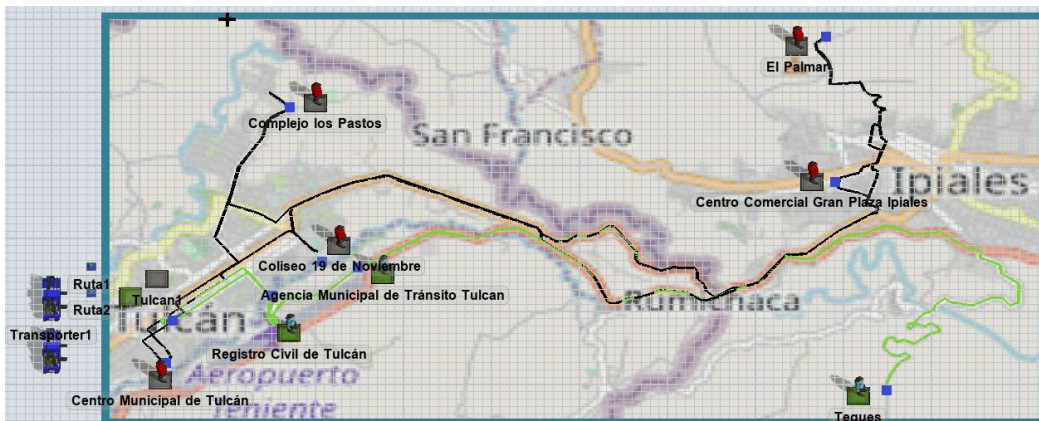 El Palmar
Complejo los Pastos
San Francisco
Centro Comercial Gran Plaza Ipiales
Ipiales
Coliseo 19 de Noviembre
Ruta1
Tulcan1
Agencia Municipal de Tránsito Tulcan
Rumichaca
Ruta2
Tulcán
Transporter1
Registro Civil de Tulcán
Aeropuerto
Centro Municipal de Tulcán
Teniente
Teques